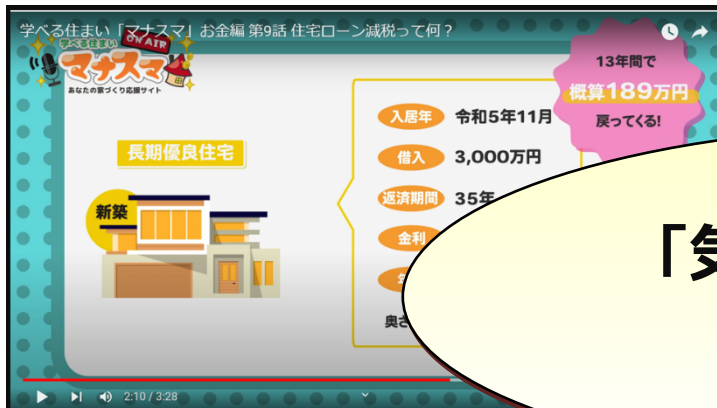 学べる住まい「マナスマ」お金編 第9話 住宅ローン減税って何？
学べる住まい
ON AIR
マナスマ
あなたの家づくり応援サイト
13年間で
概算189万円
戻ってくる!
長期優良住宅
新築
入居年 令和5年11月
借入 3,000万円
返済期間 35年
金利
奥さ
「気
2:10 / 3:28